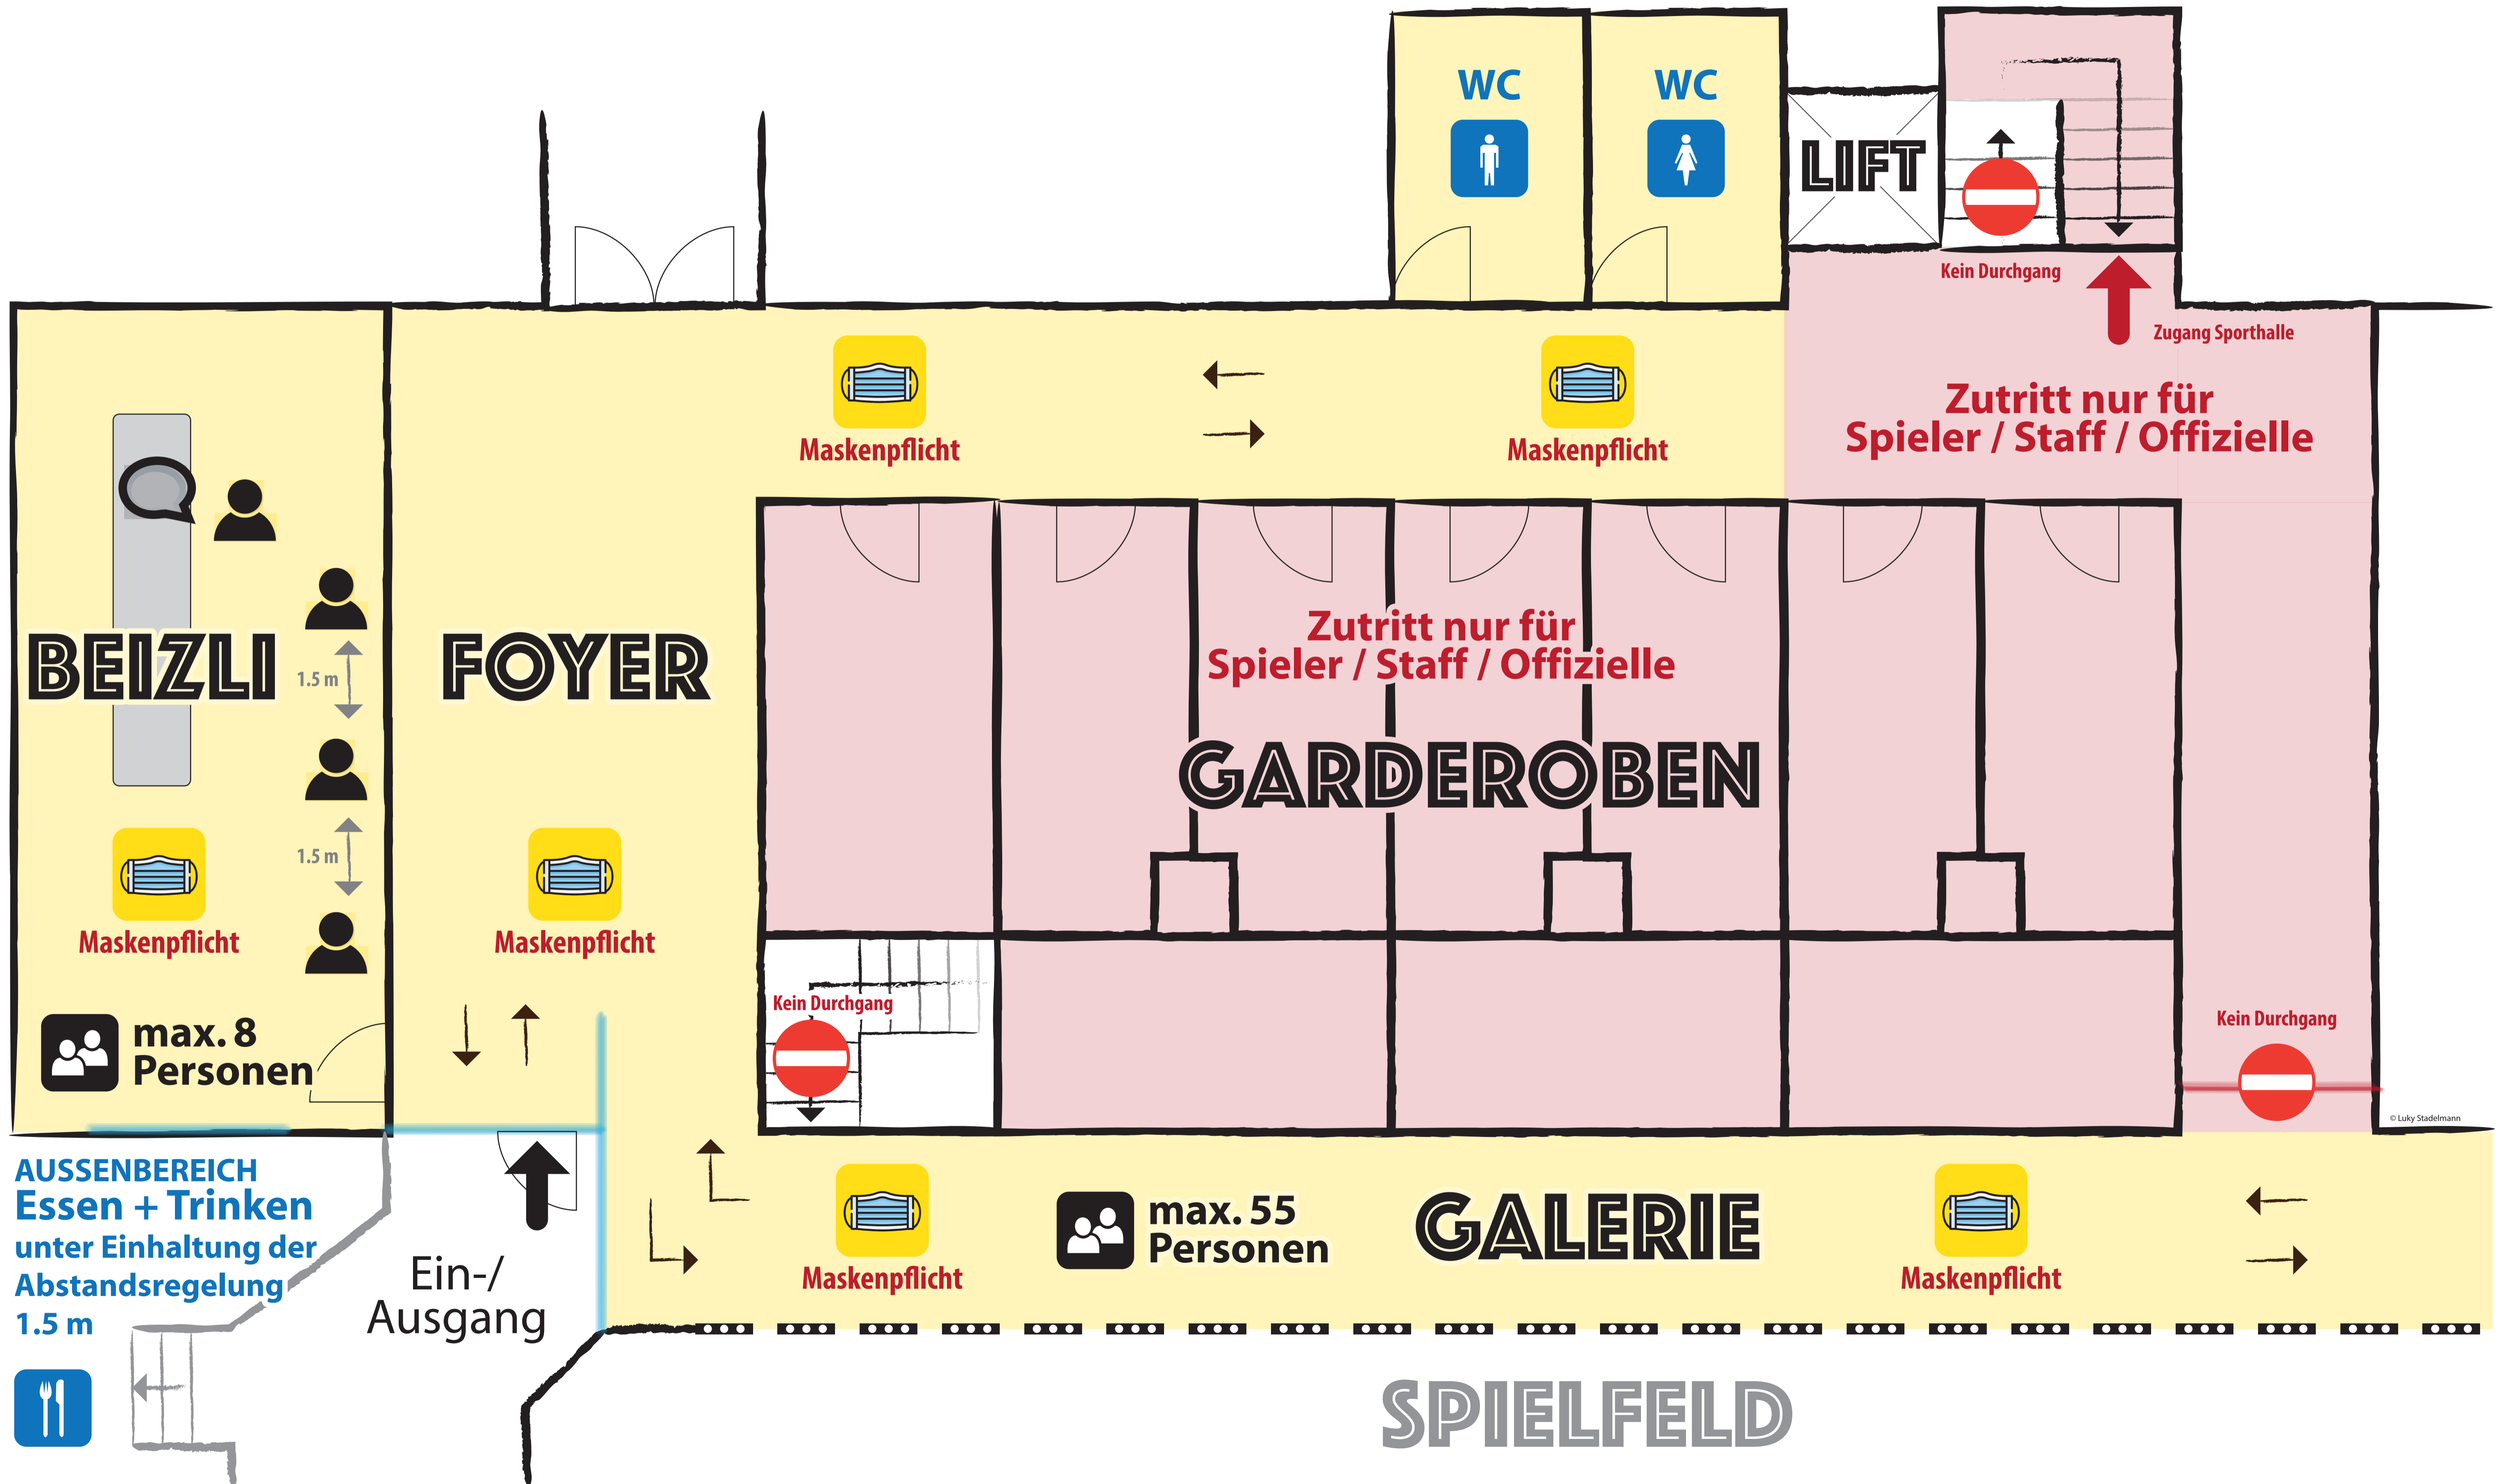 WC
WC
LIFT
Kein Durchgang
Zugang Sporthalle
Zutritt nur für
Spieler / Staff / Offizielle
Maskenpflicht
Maskenpflicht
BEIZLI
1.5 m
1.5 m
Maskenpflicht
max. 8
Personen
FOYER
Maskenpflicht
Zutritt nur für
Spieler / Staff / Offizielle
GARDEROBEN
Kein Durchgang
Kein Durchgang
© Luky Stadelmann
AUSSENBEREICH
Essen + Trinken
unter Einhaltung der
Abstandsregelung
1.5 m
Ein-/
Ausgang
Maskenpflicht
max. 55
Personen
GALERIE
Maskenpflicht
SPIELFELD